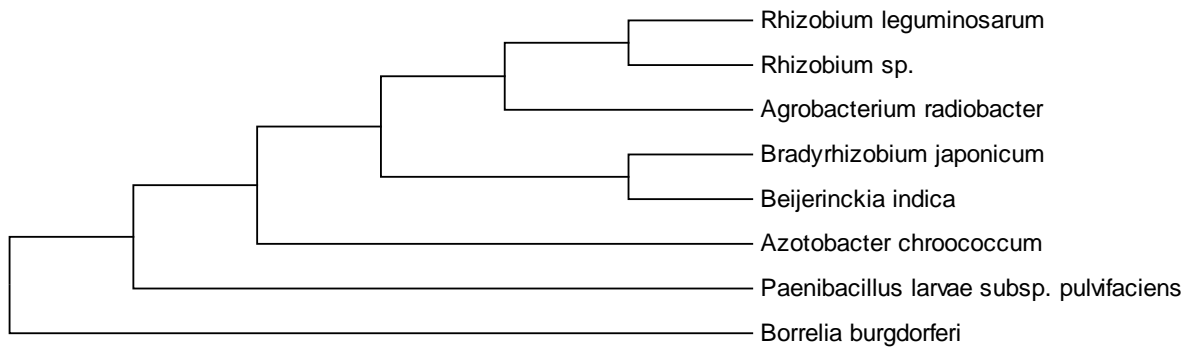 Rhizobium leguminosarum
Rhizobium sp.
Agrobacterium radiobacter
Bradyrhizobium japonicum
Beijerinckia indica
Azotobacter chroococcum
Paenibacillus larvae subsp. pulvifaciens
Borrelia burgdorferi